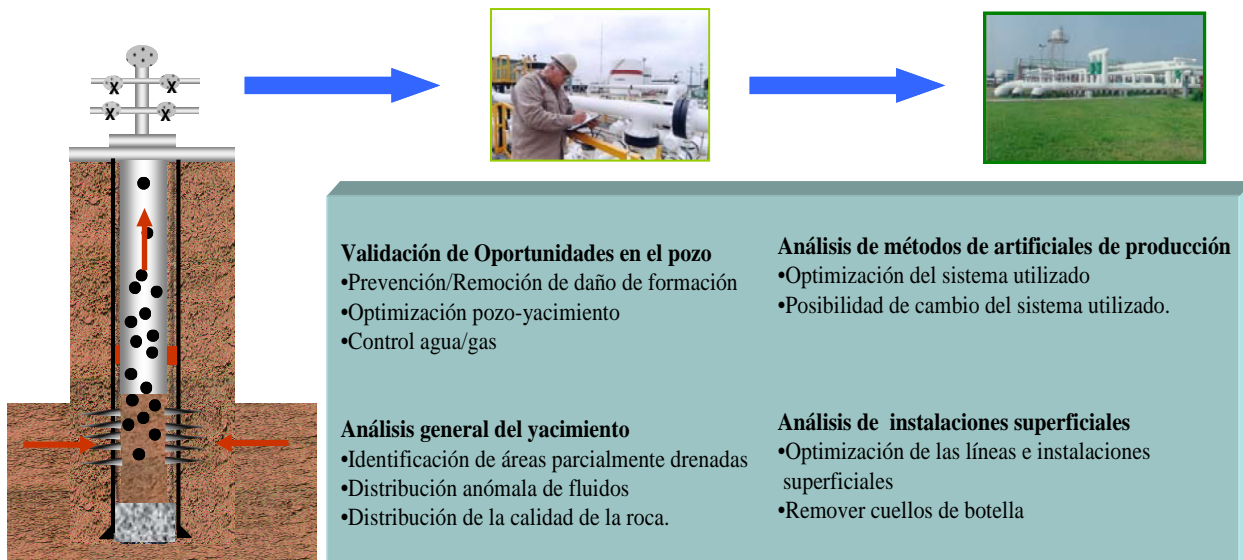 X X
X X
Validación de Oportunidades en el pozo
•Prevención/Remoción de daño de formación
•Optimización pozo-yacimiento
•Control agua/gas
Análisis general del yacimiento
•Identificación de áreas parcialmente drenadas
•Distribución anómala de fluidos
•Distribución de la calidad de la roca.
Análisis de métodos de artificiales de producción
•Optimización del sistema utilizado
•Posibilidad de cambio del sistema utilizado.
Análisis de instalaciones superficiales
•Optimización de las líneas e instalaciones
superficiales
•Remover cuellos de botella